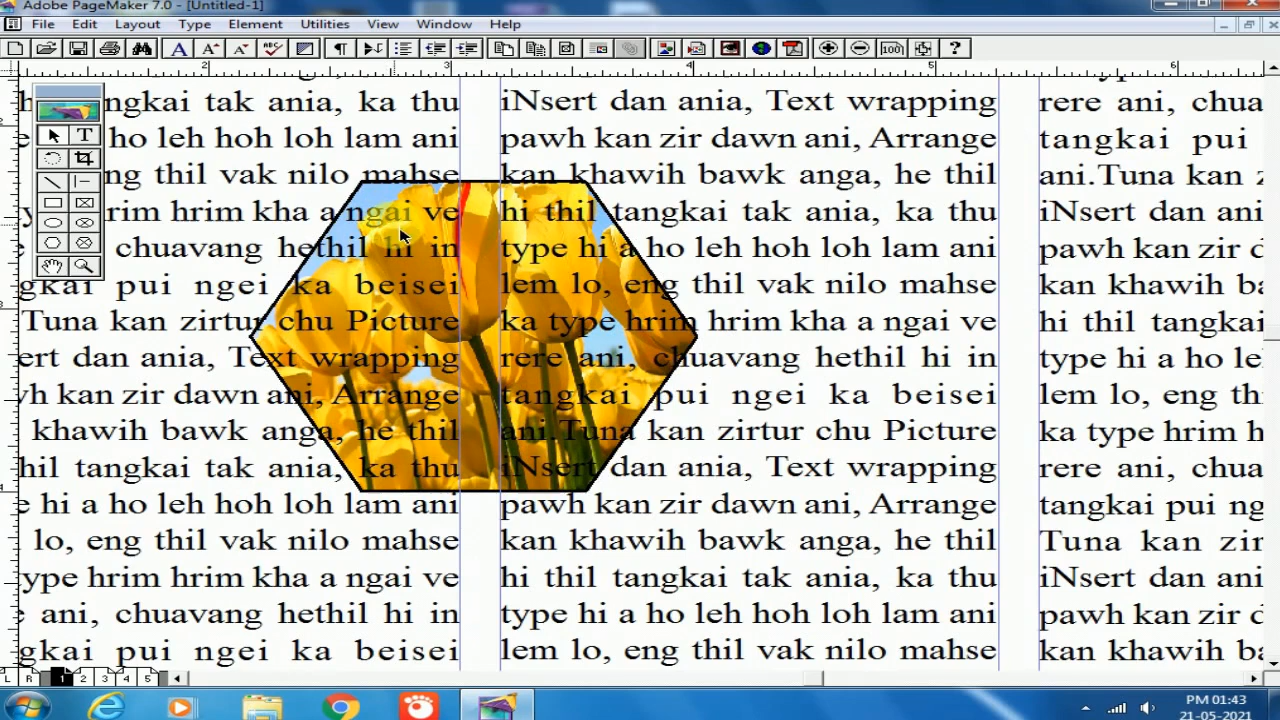 Adobe PageMaker 7.0 - [Untitled-1]
File Edit Layout Type Element Utilities View Window Help
2 3 4 5 6
ngkai tak ania, ka thu
ho leh hoh loh lam ani
ng thil vak nilo mahse
rim hrim kha a ngai ve
chuavang hethil hi in
gkai pui ngei ka beisei
Tuna kan zirtur chu Picture
ert dan ania, Text wrapping
wh kan zir dawn ani, Arrange
khawih bawk anga, he thil
hil tangkai tak ania, ka thu
e hi a ho leh hoh loh lam ani
lo, eng thil vak nilo mahse
ype hrim hrim kha a ngai ve
e ani, chuavang hethil hi in
gkai pui ngei ka beisei
iNsert dan ania, Text wrapping
pawh kan zir dawn ani, Arrange
kan khawih bawk anga, he thil
hi thil tangkai tak ania, ka thu
type hi a ho leh hoh loh lam ani
lem lo, eng thil vak nilo mahse
ka type hrim hrim kha a ngai ve
rere ani, chuavang hethil hi in
tangkai pui ngei ka beisei
ani.Tuna kan zirtur chu Picture
iNsert dan ania, Text wrapping
pawh kan zir dawn ani, Arrange
kan khawih bawk anga, he thil
hi thil tangkai tak ania, ka thu
type hi a ho leh hoh loh lam ani
lem lo, eng thil vak nilo mahse
rere ani, chua
tangkai pui
ani.Tuna kan z
iNsert dan ani
pawh kan zir d
kan khawih ba
hi thil tangkai
type hi a ho le
lem lo, eng th
ka type hrim h
rere ani, chua
tangkai pui ng
Tuna kan zir
iNsert dan ani
pawh kan zir d
kan khawih ba
L R 1 2 3 4 5
PM 01:43
21-05-2021